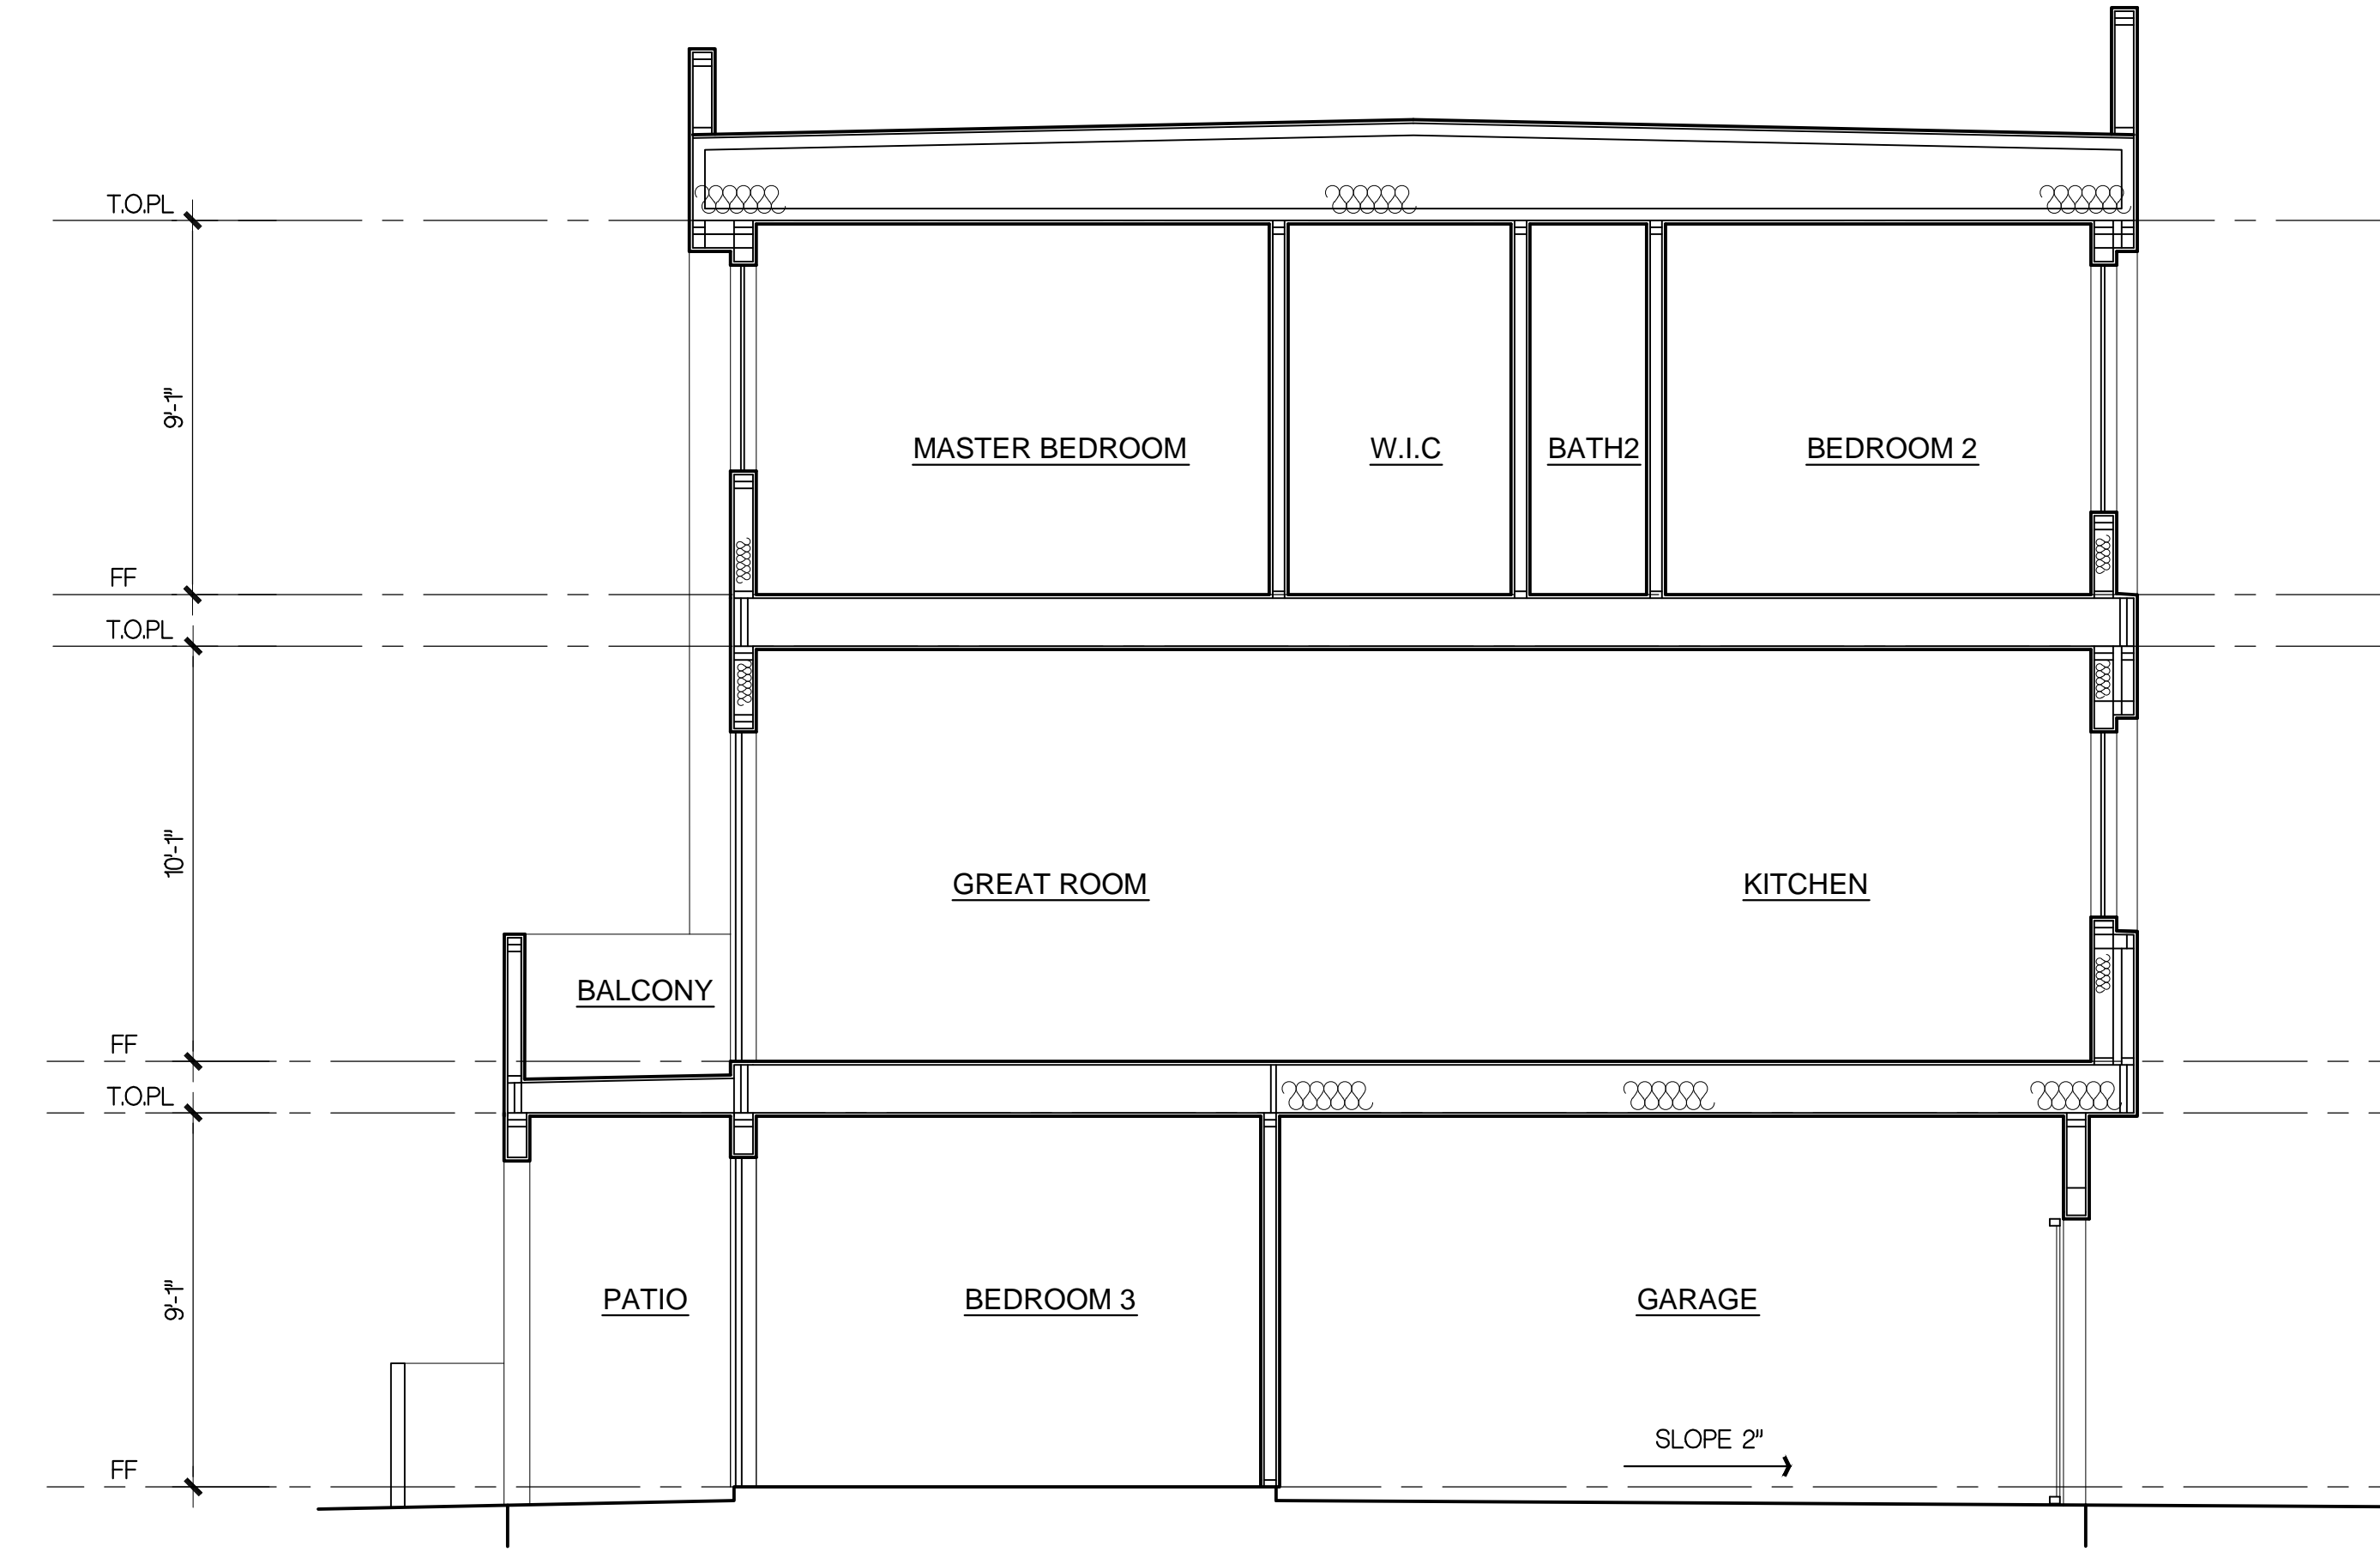 T.O.PL
9'-1"
MASTER BEDROOM
W.I.C
BATH2
BEDROOM 2
FF
T.O.PL
10'-1"
GREAT ROOM
KITCHEN
BALCONY
FF
T.O.PL
9'-1"
PATIO
BEDROOM 3
GARAGE
SLOPE 2"
FF